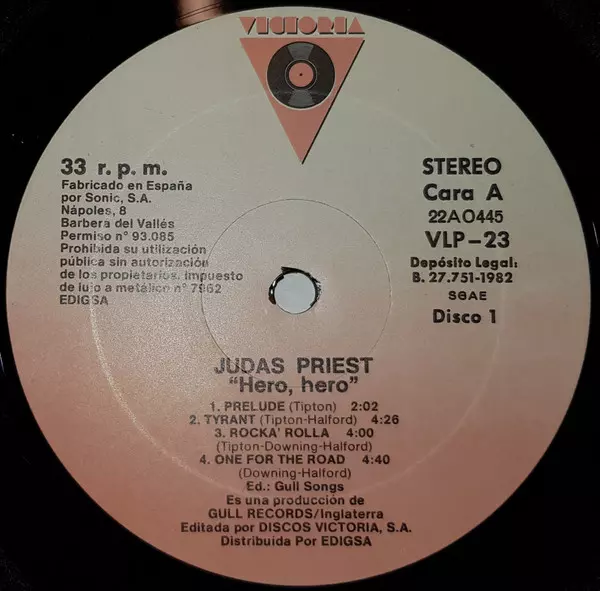 VICTORIA
33 r. p. m.
Fabricado en España
por Sonic, S.A.
Nápoles, 8
Barbera del Vallés
Permiso n° 93.085
Prohibida su utilización
pública sin autorización
de los propietarios. Impuesto
de lujo a metálico n° 7962
EDIGSA
STEREO
Cara A
22AO445
VLP-23
Depósito Legal:
B. 27.751-1982
SGAE
Disco 1
JUDAS PRIEST
"Hero, hero"
1. PRELUDE (Tipton) 2:02
2. TYRANT (Tipton-Halford) 4:26
3. ROCKA' ROLLA 4:00
(Tipton-Downing-Halford)
4. ONE FOR THE ROAD 4:40
(Downing-Halford)
Ed.: Gull Songs
Es una producción de
GULL RECORDS/Inglaterra
Editada por DISCOS VICTORIA, S.A.
Distribuida Por EDIGSA